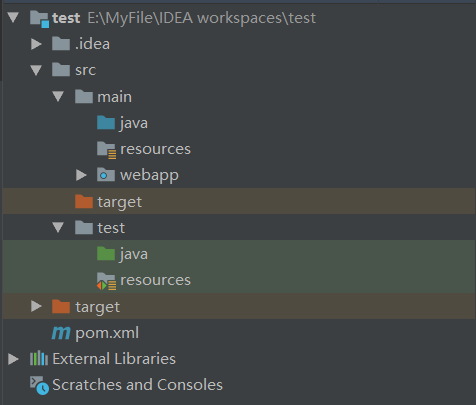 test E:\MyFile\IDEA workspaces\test
.idea
src
main
java
resources
webapp
target
test
java
resources
target
pom.xml
External Libraries
Scratches and Consoles